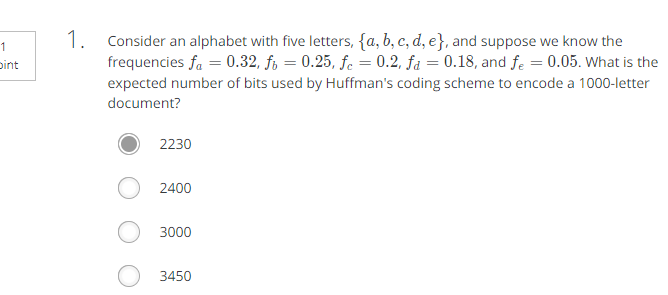 1
oint
1. Consider an alphabet with five letters, {a, b, c, d, e}, and suppose we know the
frequencies fₐ = 0.32, f_b = 0.25, f_c = 0.2, f_d = 0.18, and fₑ = 0.05. What is the
expected number of bits used by Huffman's coding scheme to encode a 1000-letter
document?
2230
2400
3000
3450